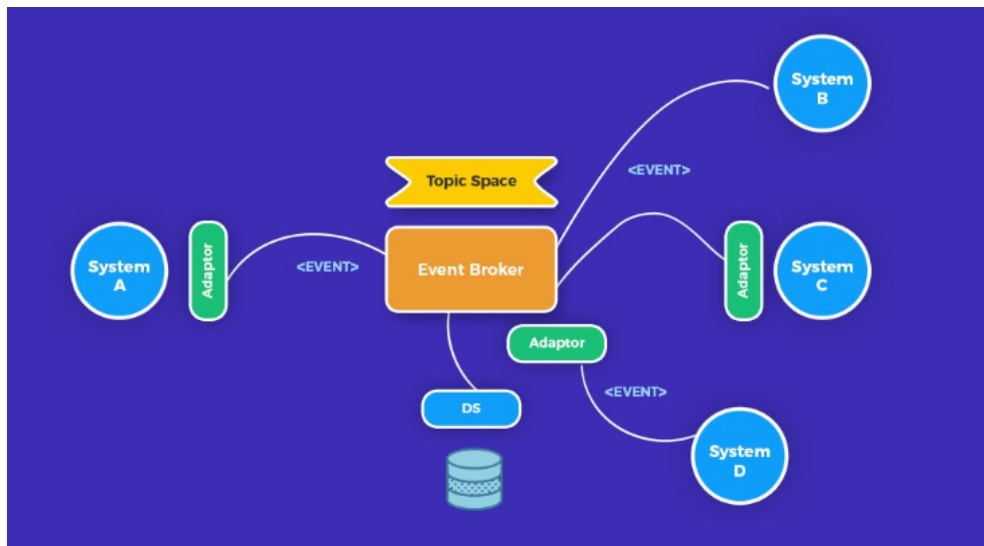 System
B
<EVENT>
Topic Space
System
A
Adaptor
<EVENT>
Event Broker
Adaptor
System
C
Adaptor
<EVENT>
DS
System
D